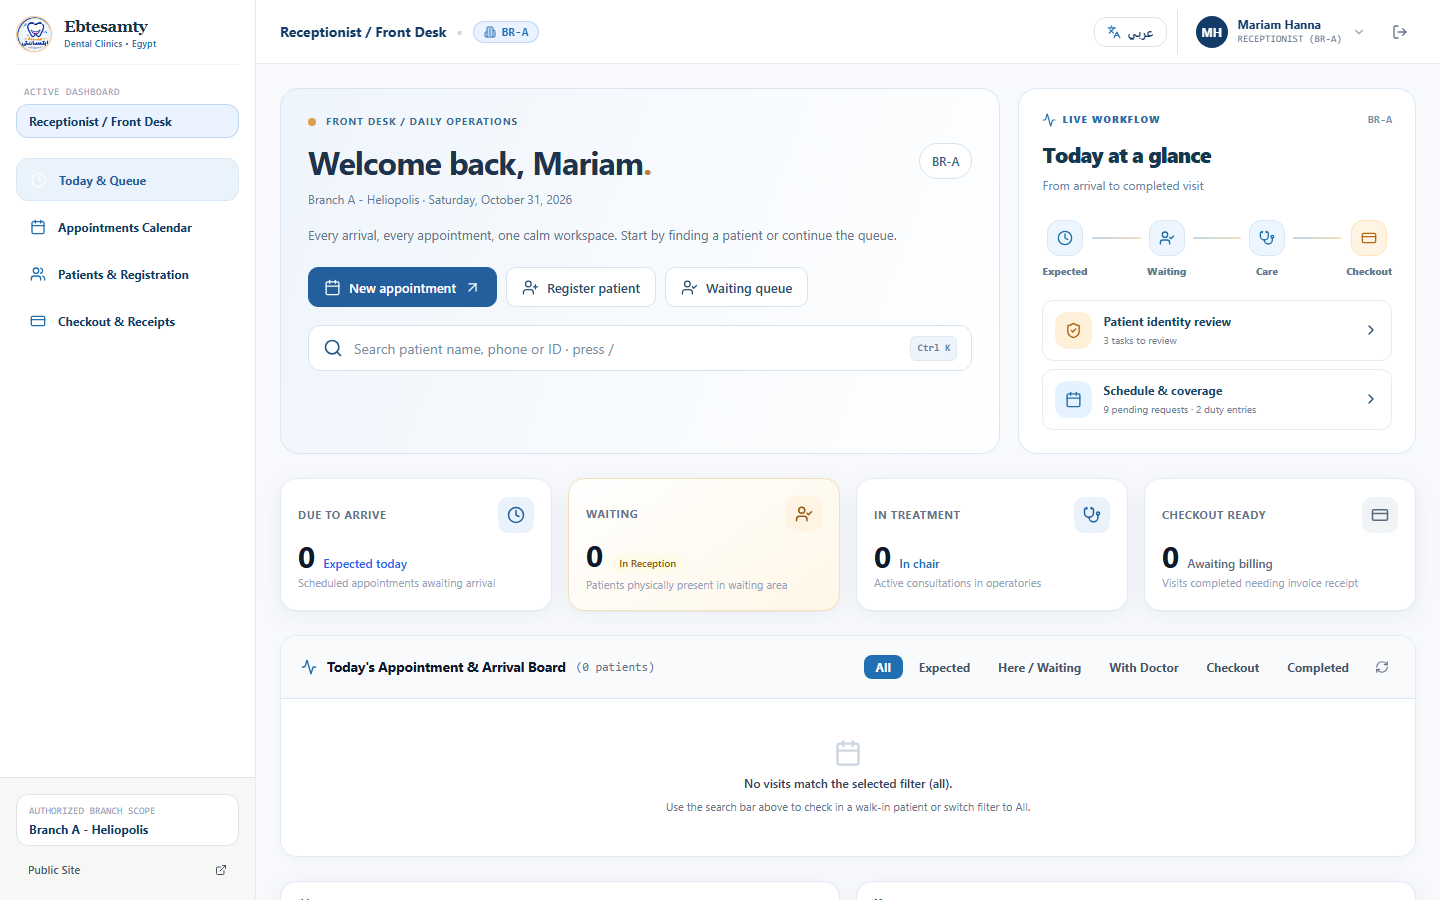 Ebtesamty
Dental Clinics • Egypt
ACTIVE DASHBOARD
Receptionist / Front Desk
Today & Queue
Appointments Calendar
Patients & Registration
Checkout & Receipts
AUTHORIZED BRANCH SCOPE
Branch A - Heliopolis
Public Site
Receptionist / Front Desk
BR-A
عربي
MH
Mariam Hanna
RECEPTIONIST (BR-A)
FRONT DESK / DAILY OPERATIONS
Welcome back, Mariam.
BR-A
Branch A - Heliopolis · Saturday, October 31, 2026
Every arrival, every appointment, one calm workspace. Start by finding a patient or continue the queue.
New appointment
Register patient
Waiting queue
Search patient name, phone or ID · press /
Ctrl K
LIVE WORKFLOW
BR-A
Today at a glance
From arrival to completed visit
Expected
Waiting
Care
Checkout
Patient identity review
3 tasks to review
Schedule & coverage
9 pending requests · 2 duty entries
DUE TO ARRIVE
0 Expected today
Scheduled appointments awaiting arrival
WAITING
0 In Reception
Patients physically present in waiting area
IN TREATMENT
0 In chair
Active consultations in operatories
CHECKOUT READY
0 Awaiting billing
Visits completed needing invoice receipt
Today's Appointment & Arrival Board (0 patients)
All
Expected
Here / Waiting
With Doctor
Checkout
Completed
No visits match the selected filter (all).
Use the search bar above to check in a walk-in patient or switch filter to All.